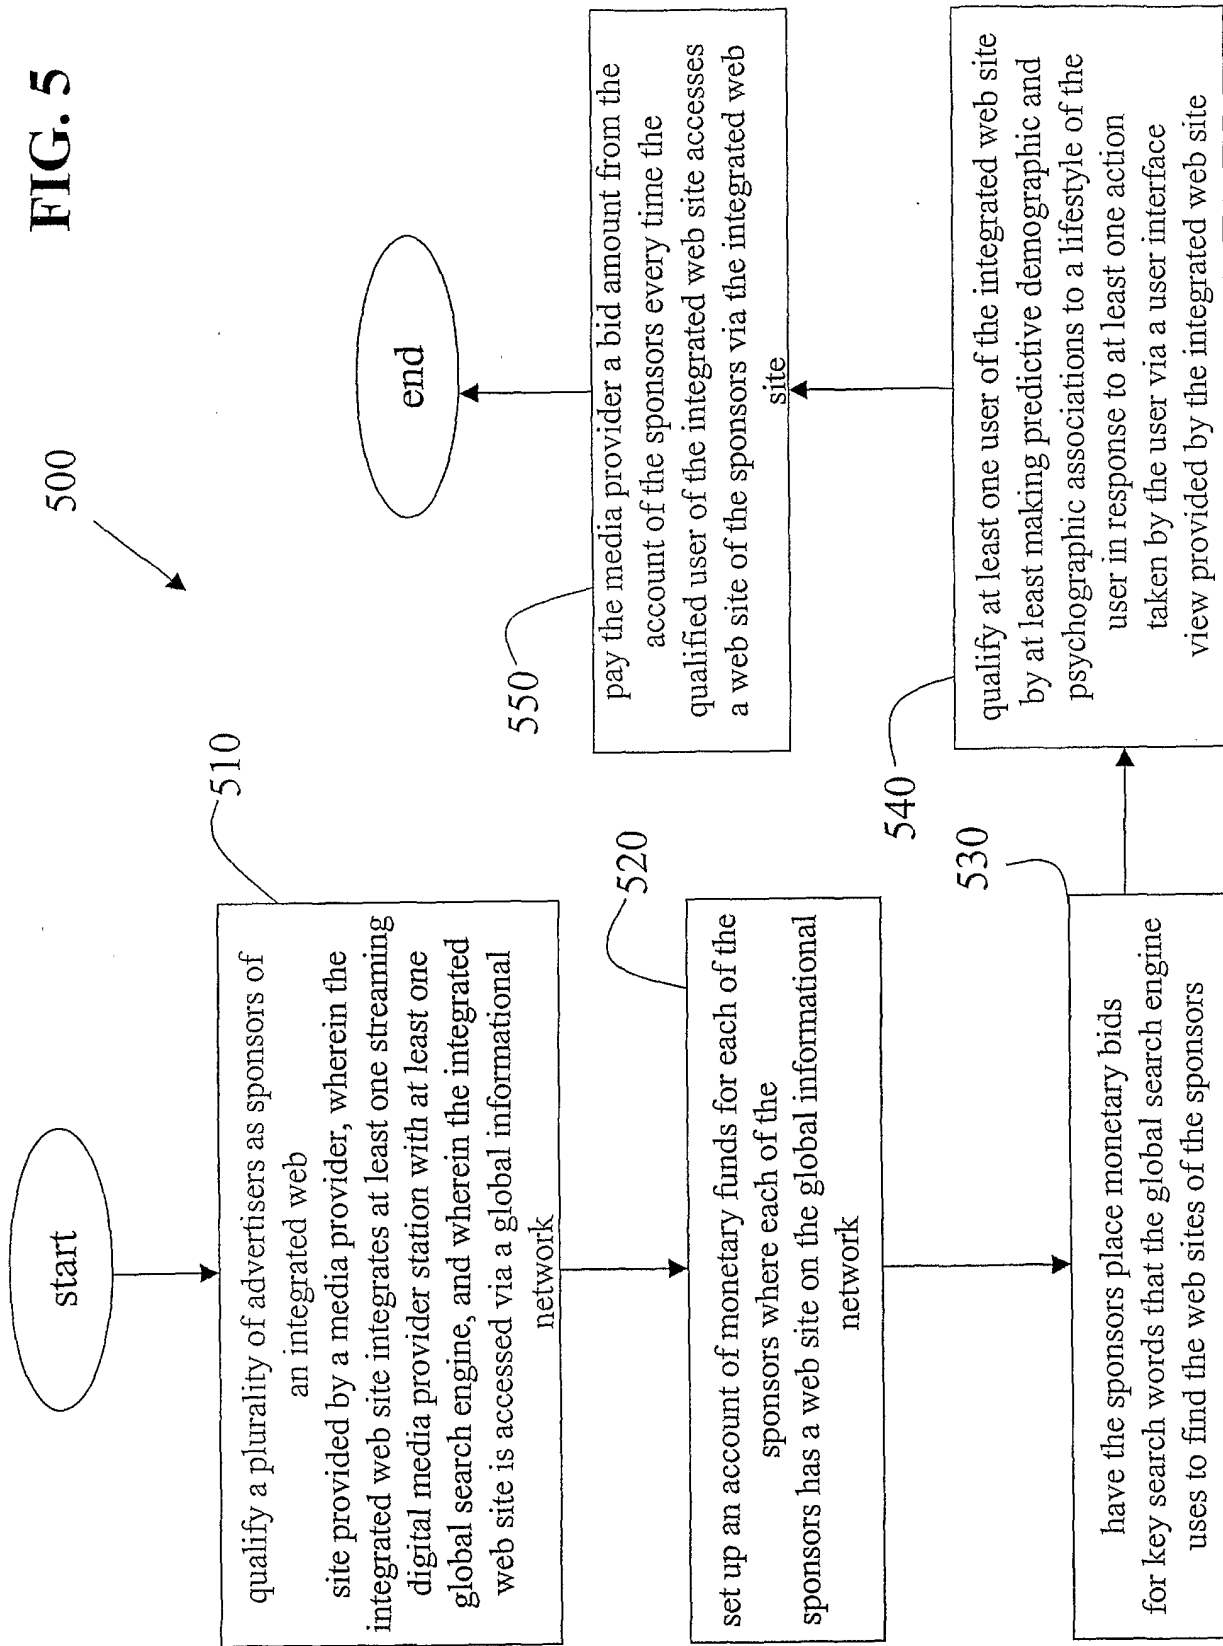 FIG. 5
500
start
510
qualify a plurality of advertisers as sponsors of
an integrated web
site provided by a media provider, wherein the
integrated web site integrates at least one streaming
digital media provider station with at least one
global search engine, and wherein the integrated
web site is accessed via a global informational
network
520
set up an account of monetary funds for each of the
sponsors where each of the
sponsors has a web site on the global informational
network
530
have the sponsors place monetary bids
for key search words that the global search engine
uses to find the web sites of the sponsors
540
qualify at least one user of the integrated web site
by at least making predictive demographic and
psychographic associations to a lifestyle of the
user in response to at least one action
taken by the user via a user interface
view provided by the integrated web site
550
pay the media provider a bid amount from the
account of the sponsors every time the
qualified user of the integrated web site accesses
a web site of the sponsors via the integrated web
site
end